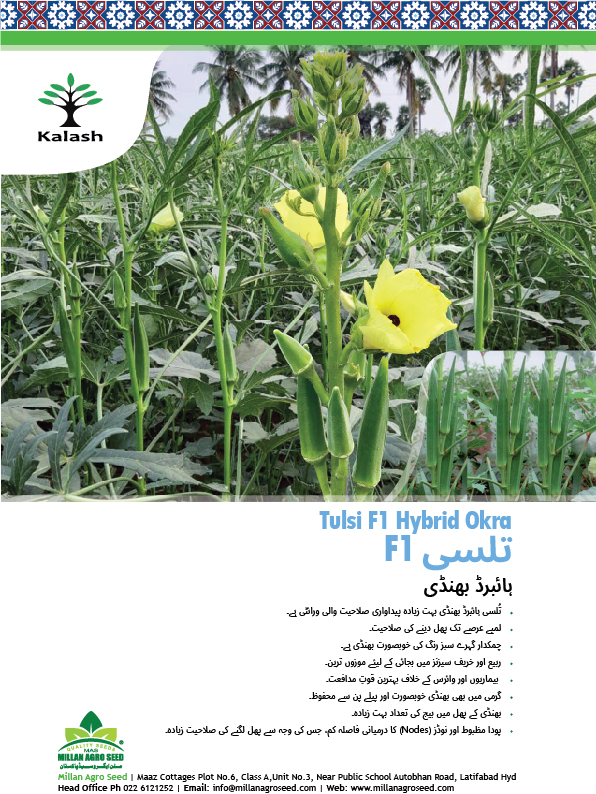 Kalash
Tulsi F1 Hybrid Okra
تلسی F1
ہائبرڈ بھنڈی
• تُلسی ہائبرڈ بھنڈی بہت زیادہ پیداواری صلاحیت والی ورائٹی ہے۔
• لمبے عرصے تک پھل دینے کی صلاحیت۔
• چمکدار گہرے سبز رنگ کی خوبصورت بھنڈی ہے۔
• ربیع اور خریف سیزنز میں بجائی کے لیئے موزوں ترین۔
• بیماریوں اور وائرس کے خلاف بہترین قوتِ مدافعت۔
• گرمی میں بھی بھنڈی خوبصورت اور پیلے پن سے محفوظ۔
• بھنڈی کے پھل میں بیج کی تعداد بہت زیادہ۔
• پودا مظبوط اور نوڈز (Nodes) کا درمیانی فاصلہ کم، جس کی وجہ سے پھل لگنے کی صلاحیت زیادہ۔
QUALITY SEEDS
MAS
MILLAN AGRO SEED
ملن ایگروسیڈ پاکستان
Millan Agro Seed | Maaz Cottages Plot No.6, Class A,Unit No.3, Near Public School Autobhan Road, Latifabad Hyd
Head Office Ph 022 6121252 | Email: info@millanagroseed.com | Web: www.millanagroseed.com